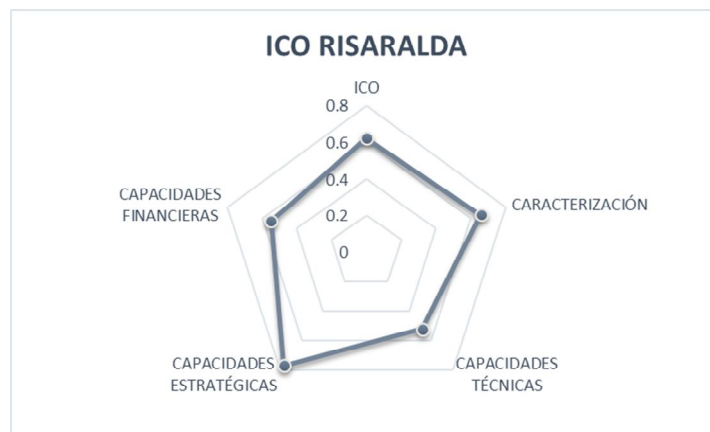 ICO RISARALDA
ICO
0.8
0.6
0.4
0.2
0
CARACTERIZACIÓN
CAPACIDADES
TÉCNICAS
CAPACIDADES
ESTRATÉGICAS
CAPACIDADES
FINANCIERAS